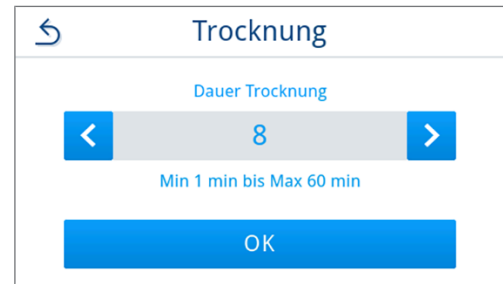 Trocknung
Dauer Trocknung
8
Min 1 min bis Max 60 min
OK